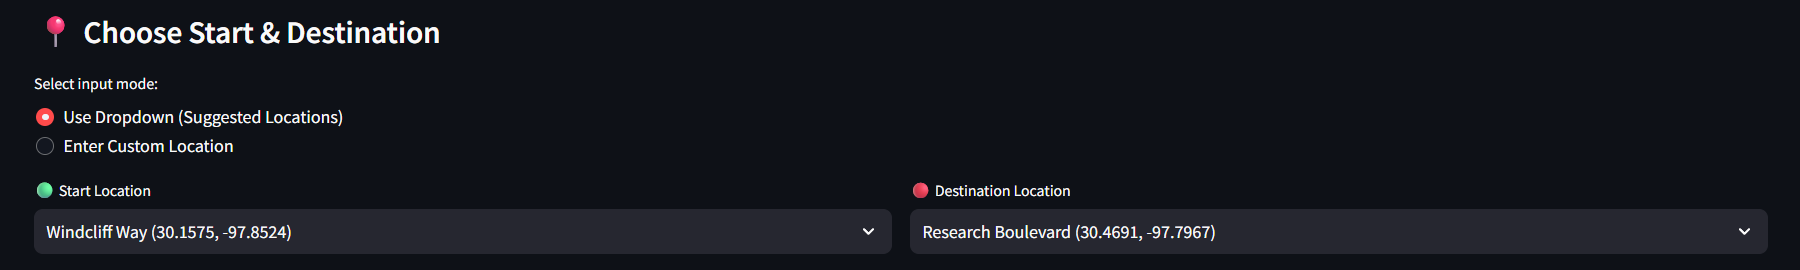 Choose Start & Destination
Select input mode:
Use Dropdown (Suggested Locations)
Enter Custom Location
Start Location
Destination Location
Windcliff Way (30.1575, -97.8524)
Research Boulevard (30.4691, -97.7967)